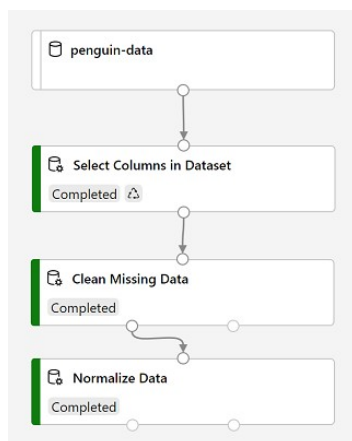 penguin-data
Select Columns in Dataset
Completed
Clean Missing Data
Completed
Normalize Data
Completed